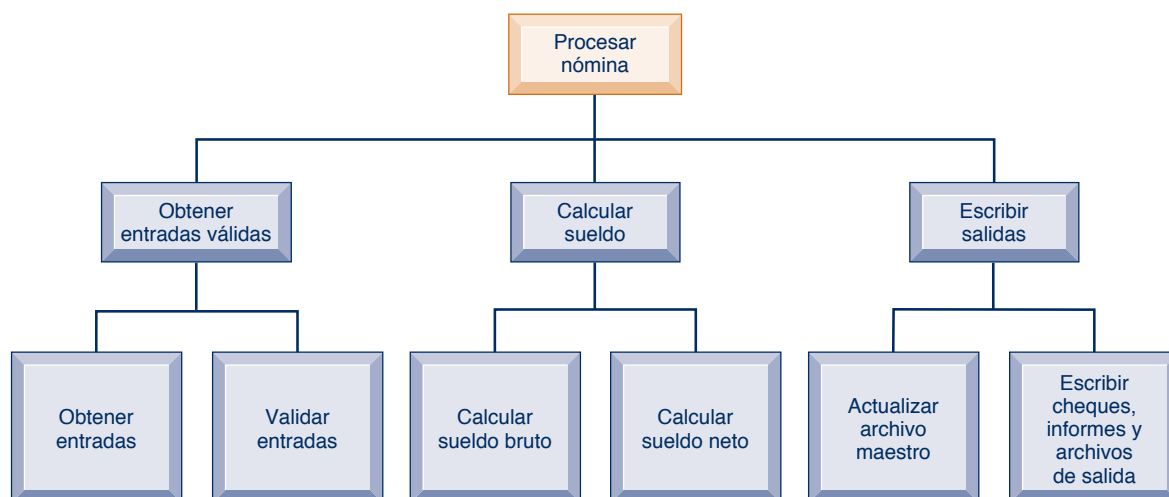 Procesar
nómina
Obtener
entradas válidas
Calcular
sueldo
Escribir
salidas
Obtener
entradas
Validar
entradas
Calcular
sueldo bruto
Calcular
sueldo neto
Actualizar
archivo
maestro
Escribir
cheques,
informes y
archivos
de salida